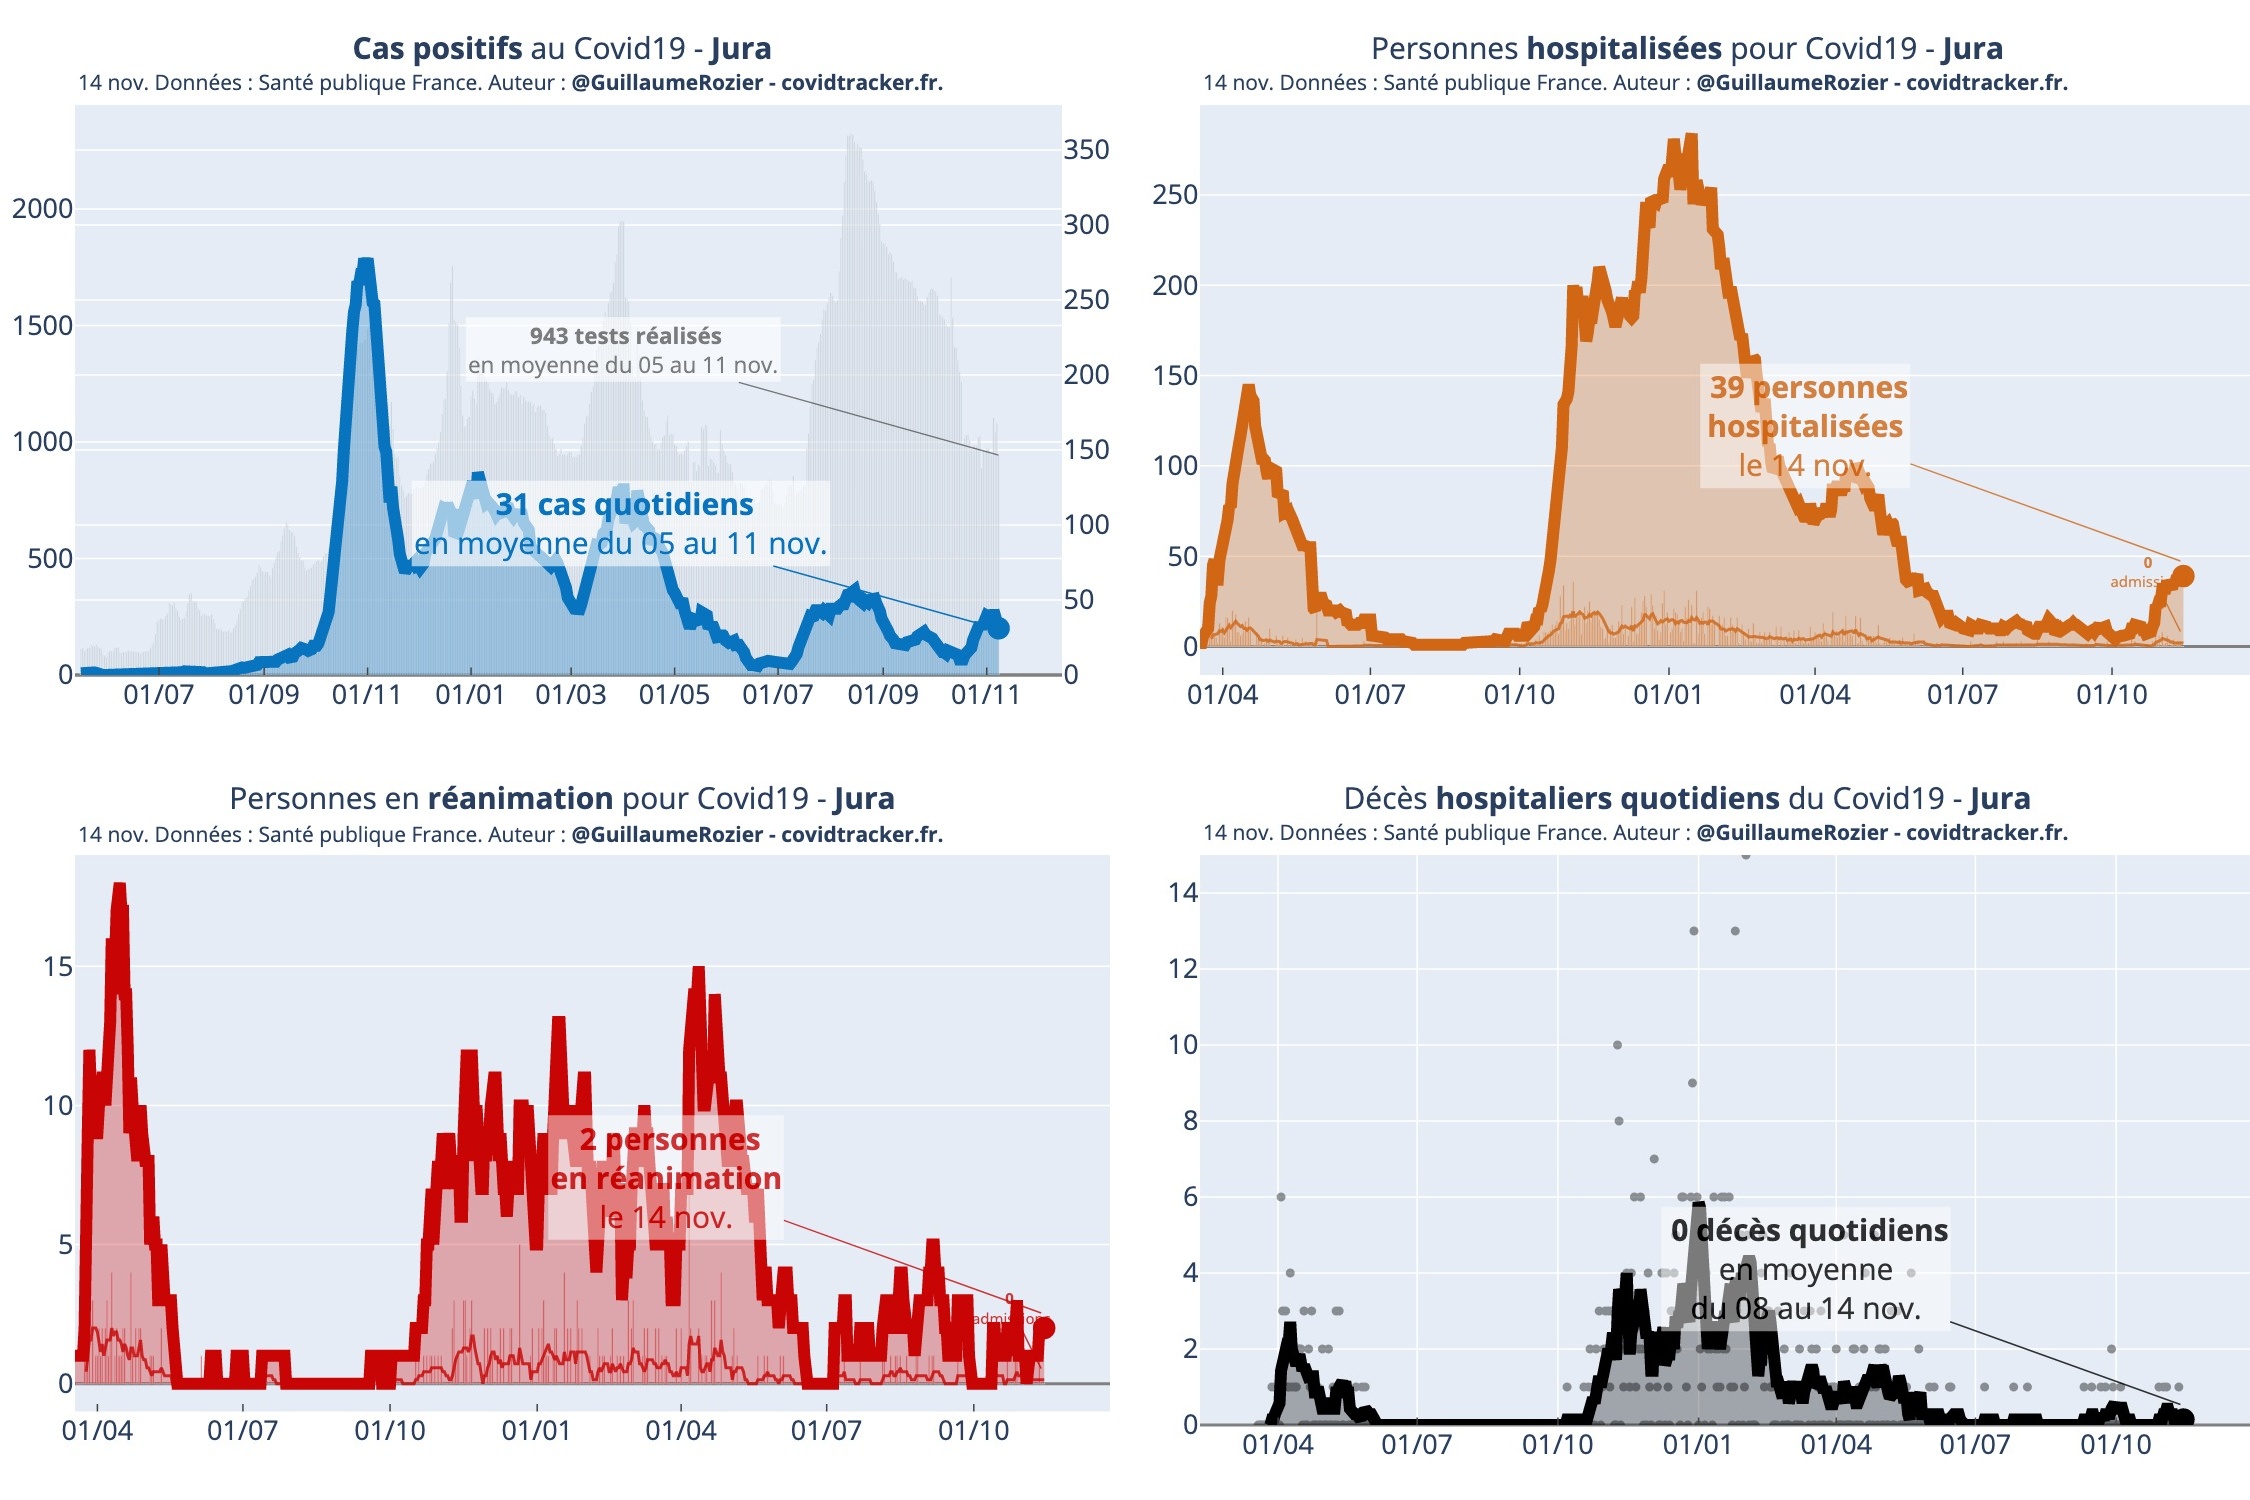 Cas positifs au Covid19 - Jura
14 nov. Données : Santé publique France. Auteur : @GuillaumeRozier - covidtracker.fr.
2000
1500
1000
500
0
350
300
250
200
150
100
50
0
943 tests réalisés
en moyenne du 05 au 11 nov.
31 cas quotidiens
en moyenne du 05 au 11 nov.
01/07 01/09 01/11 01/01 01/03 01/05 01/07 01/09 01/11
Personnes hospitalisées pour Covid19 - Jura
14 nov. Données : Santé publique France. Auteur : @GuillaumeRozier - covidtracker.fr.
250
200
150
100
50
0
39 personnes
hospitalisées
le 14 nov.
0
01/04 01/07 01/10 01/01 01/04 01/07 01/10
Personnes en réanimation pour Covid19 - Jura
14 nov. Données : Santé publique France. Auteur : @GuillaumeRozier - covidtracker.fr.
15
10
5
0
2 personnes
en réanimation
le 14 nov.
0
admissions
01/04 01/07 01/10 01/01 01/04 01/07 01/10
Décès hospitaliers quotidiens du Covid19 - Jura
14 nov. Données : Santé publique France. Auteur : @GuillaumeRozier - covidtracker.fr.
14
12
10
8
6
4
2
0
0 décès quotidiens
en moyenne
du 08 au 14 nov.
01/04 01/07 01/10 01/01 01/04 01/07 01/10